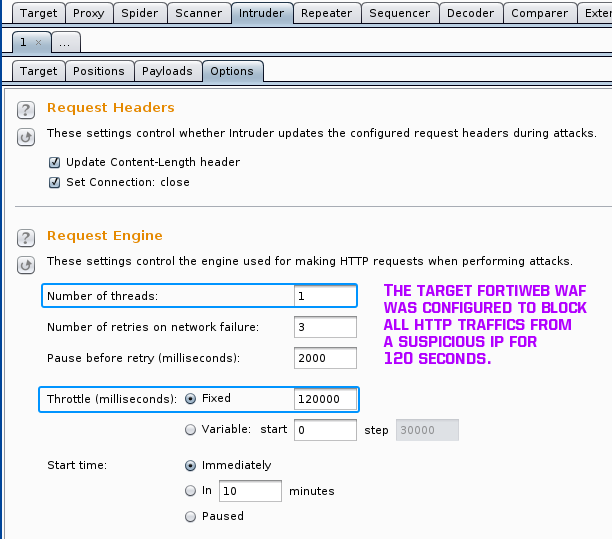 Target Proxy Spider Scanner Intruder Repeater Sequencer Decoder Comparer
1 × ...
Target Positions Payloads Options
? Request Headers
These settings control whether Intruder updates the configured request headers during attacks.
Update Content-Length header
Set Connection: close
? Request Engine
These settings control the engine used for making HTTP requests when performing attacks.
Number of threads: 1
Number of retries on network failure: 3
Pause before retry (milliseconds): 2000
THE TARGET FORTIWEB WAF
WAS CONFIGURED TO BLOCK
ALL HTTP TRAFFICS FROM
A SUSPICIOUS IP FOR
120 SECONDS.
Throttle (milliseconds): Fixed 120000
Variable: start 0 step 30000
Start time: Immediately
In 10 minutes
Paused